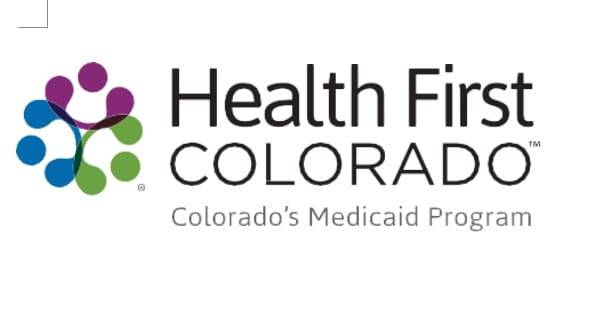 Health First
COLORADO™
®
Colorado's Medicaid Program